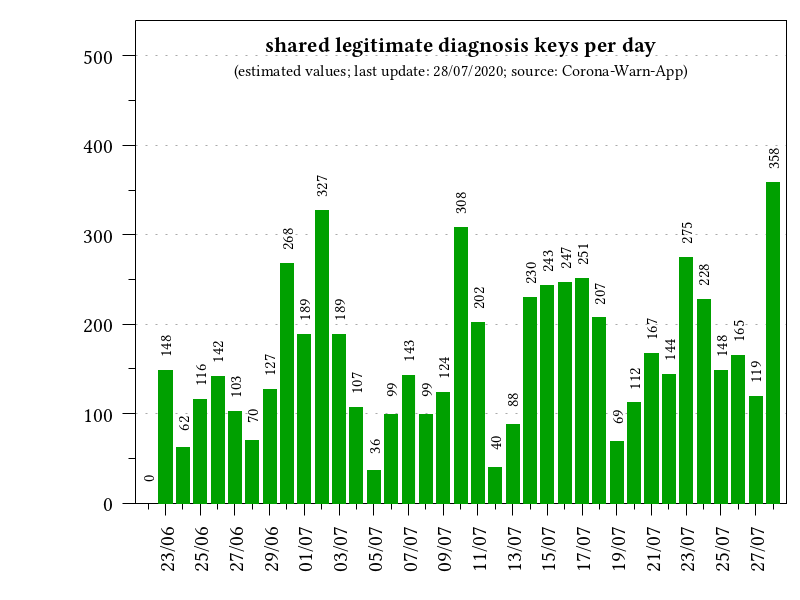 shared legitimate diagnosis keys per day
(estimated values; last update: 28/07/2020; source: Corona-Warn-App)
500
400
300
200
100
0
0 148 62 116 142 103 70 127 268 189 327 189 107 36 99 143 99 124 308 202 40 88 230 243 247 251 207 69 112 167 144 275 228 148 165 119 358
23/06 25/06 27/06 29/06 01/07 03/07 05/07 07/07 09/07 11/07 13/07 15/07 17/07 19/07 21/07 23/07 25/07 27/07